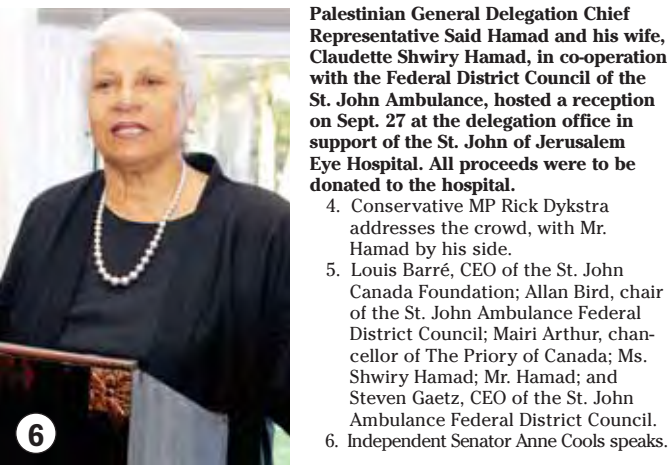 Palestinian General Delegation Chief
Representative Said Hamad and his wife,
Claudette Shwiry Hamad, in co-operation
with the Federal District Council of the
St. John Ambulance, hosted a reception
on Sept. 27 at the delegation office in
support of the St. John of Jerusalem
Eye Hospital. All proceeds were to be
donated to the hospital.
4. Conservative MP Rick Dykstra
addresses the crowd, with Mr.
Hamad by his side.
5. Louis Barré, CEO of the St. John
Canada Foundation; Allan Bird, chair
of the St. John Ambulance Federal
District Council; Mairi Arthur, chan-
cellor of The Priory of Canada; Ms.
Shwiry Hamad; Mr. Hamad; and
Steven Gaetz, CEO of the St. John
Ambulance Federal District Council.
6. Independent Senator Anne Cools speaks.
6